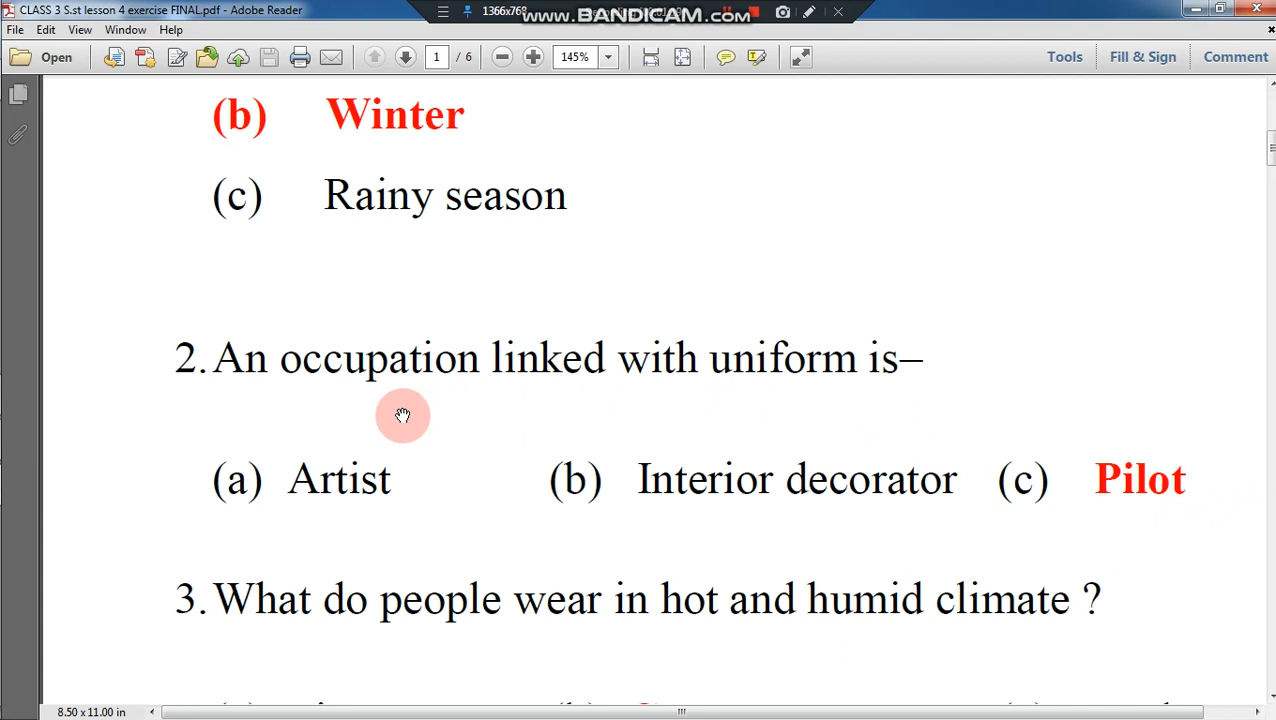 CLASS 3 S.st lesson 4 exercise FINAL.pdf - Adobe Reader
1366x768
www.BANDICAM.com
File Edit View Window Help
Open
1 / 6
145%
Tools Fill & Sign Comment
(b) Winter
(c) Rainy season
2. An occupation linked with uniform is–
(a) Artist (b) Interior decorator (c) Pilot
3. What do people wear in hot and humid climate ?
8.50 x 11.00 in